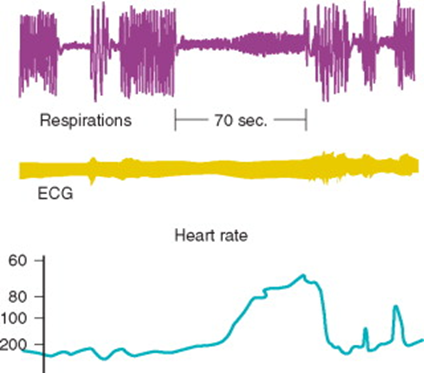 Respirations
70 sec.
ECG
Heart rate
60
80
100
200